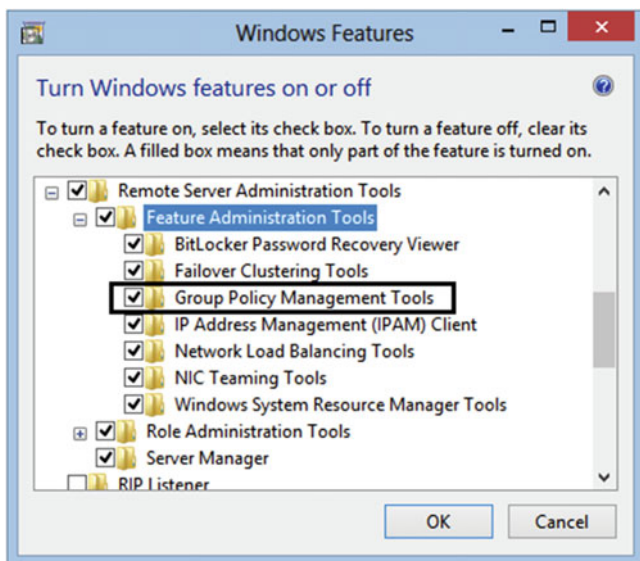 Windows Features
Turn Windows features on or off
To turn a feature on, select its check box. To turn a feature off, clear its
check box. A filled box means that only part of the feature is turned on.
Remote Server Administration Tools
Feature Administration Tools
BitLocker Password Recovery Viewer
Failover Clustering Tools
Group Policy Management Tools
IP Address Management (IPAM) Client
Network Load Balancing Tools
NIC Teaming Tools
Windows System Resource Manager Tools
Role Administration Tools
Server Manager
RIP Listener
OK
Cancel